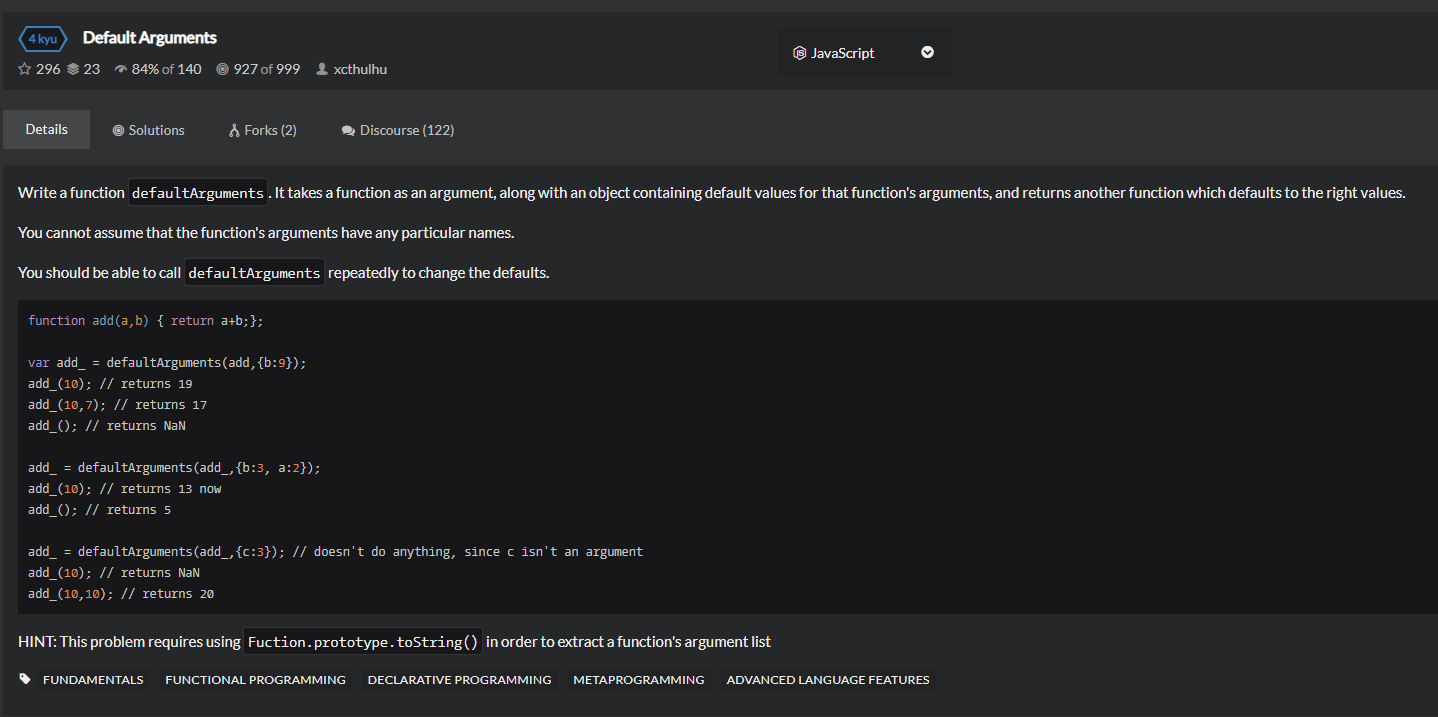 4 kyu Default Arguments
296 23 84% of 140 927 of 999 xcthulhu
JavaScript
Details Solutions Forks (2) Discourse (122)
Write a function defaultArguments. It takes a function as an argument, along with an object containing default values for that function's arguments, and returns another function which defaults to the right values.
You cannot assume that the function's arguments have any particular names.
You should be able to call defaultArguments repeatedly to change the defaults.
function add(a,b) { return a+b;};
var add_ = defaultArguments(add,{b:9});
add_(10); // returns 19
add_(10,7); // returns 17
add_(); // returns NaN
add_ = defaultArguments(add_,{b:3, a:2});
add_(10); // returns 13 now
add_(); // returns 5
add_ = defaultArguments(add_,{c:3}); // doesn't do anything, since c isn't an argument
add_(10); // returns NaN
add_(10,10); // returns 20
HINT: This problem requires using Fuction.prototype.toString() in order to extract a function's argument list
FUNDAMENTALS FUNCTIONAL PROGRAMMING DECLARATIVE PROGRAMMING METAPROGRAMMING ADVANCED LANGUAGE FEATURES